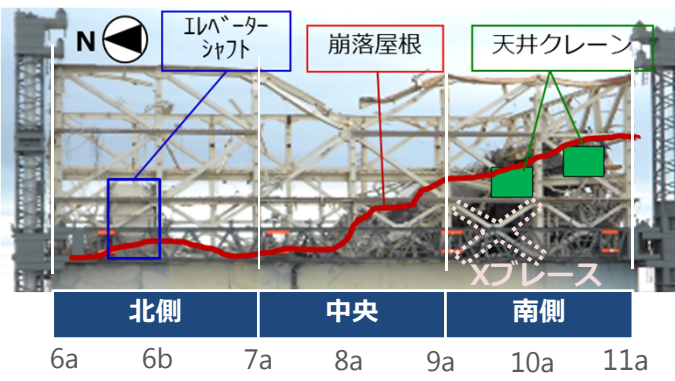 N
ｴﾚﾍﾞｰﾀｰ
ｼｬﾌﾄ
崩落屋根
天井クレーン
Xブレース
北側
中央
南側
6a
6b
7a
8a
9a
10a
11a